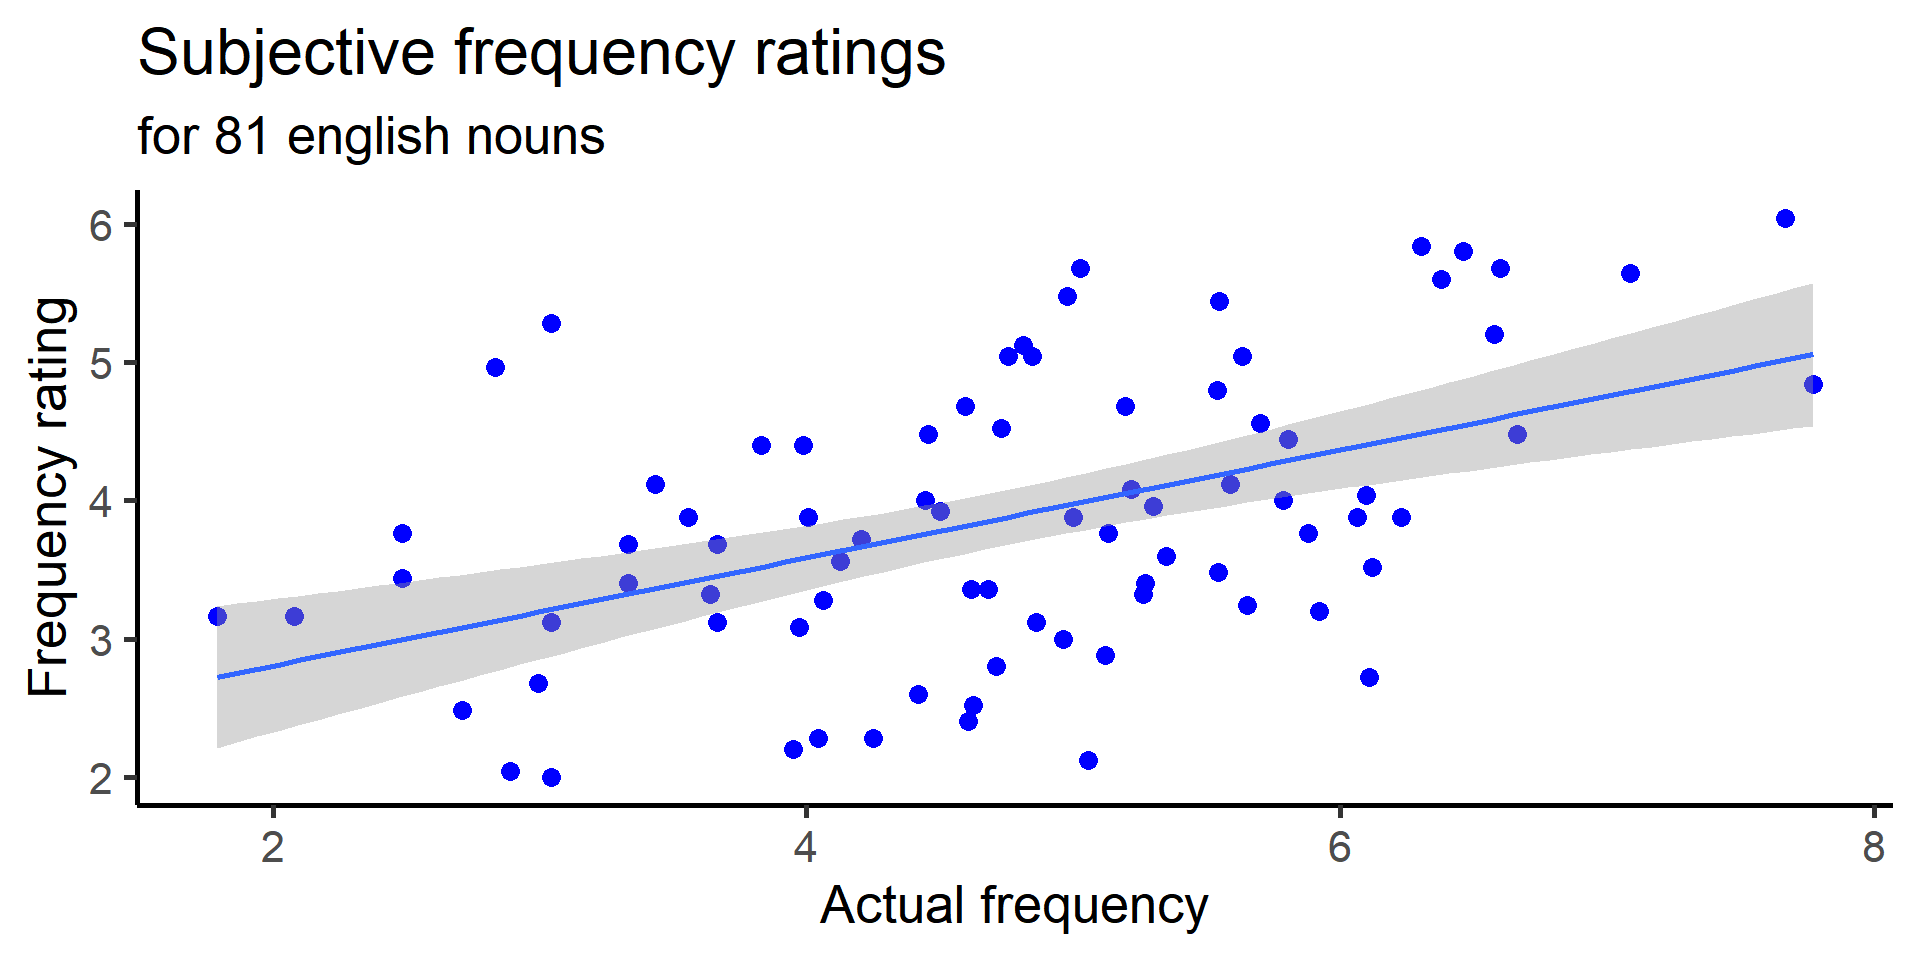 Subjective frequency ratings
for 81 english nouns
6
5
4
3
2
Frequency rating
2 4 6 8
Actual frequency